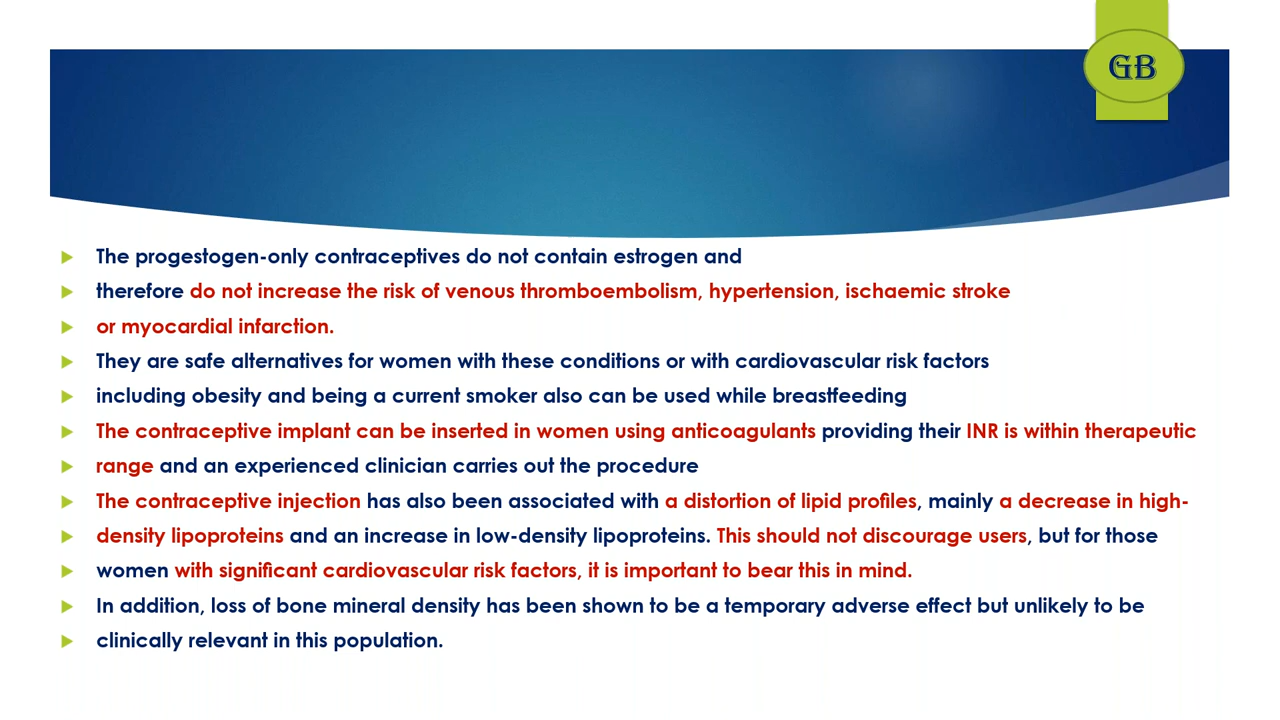 GB
The progestogen-only contraceptives do not contain estrogen and
therefore do not increase the risk of venous thromboembolism, hypertension, ischaemic stroke
or myocardial infarction.
They are safe alternatives for women with these conditions or with cardiovascular risk factors
including obesity and being a current smoker also can be used while breastfeeding
The contraceptive implant can be inserted in women using anticoagulants providing their INR is within therapeutic
range and an experienced clinician carries out the procedure
The contraceptive injection has also been associated with a distortion of lipid profiles, mainly a decrease in high-
density lipoproteins and an increase in low-density lipoproteins. This should not discourage users, but for those
women with significant cardiovascular risk factors, it is important to bear this in mind.
In addition, loss of bone mineral density has been shown to be a temporary adverse effect but unlikely to be
clinically relevant in this population.